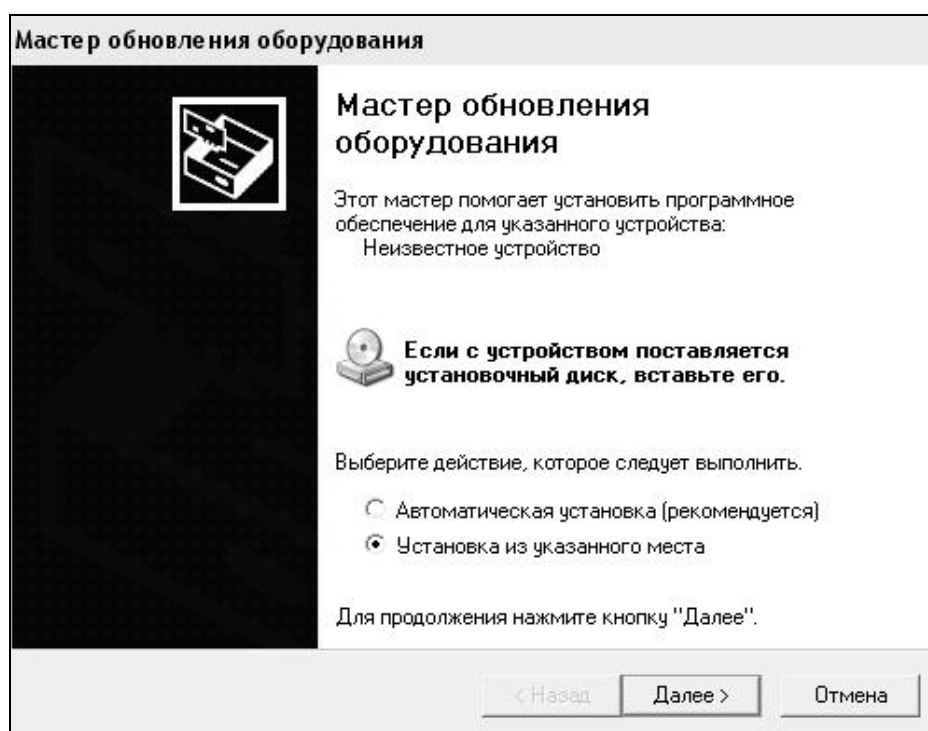 Мастер обновления оборудования
Мастер обновления
оборудования
Этот мастер помогает установить программное
обеспечение для указанного устройства:
Неизвестное устройство
Если с устройством поставляется
установочный диск, вставьте его.
Выберите действие, которое следует выполнить.
Автоматическая установка (рекомендуется)
Установка из указанного места
Для продолжения нажмите кнопку "Далее".
< Назад Далее > Отмена